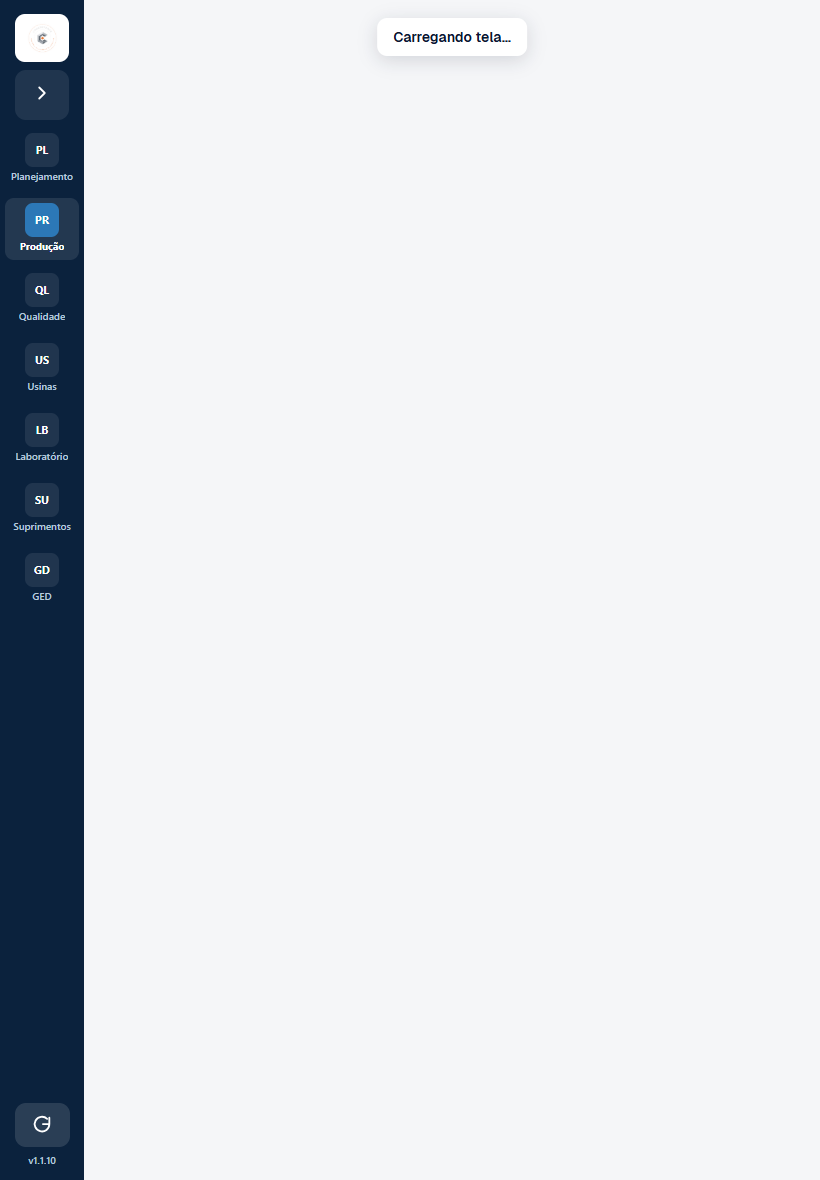 Carregando tela...
PL
Planejamento
PR
Produção
QL
Qualidade
US
Usinas
LB
Laboratório
SU
Suprimentos
GD
GED
v1.1.10